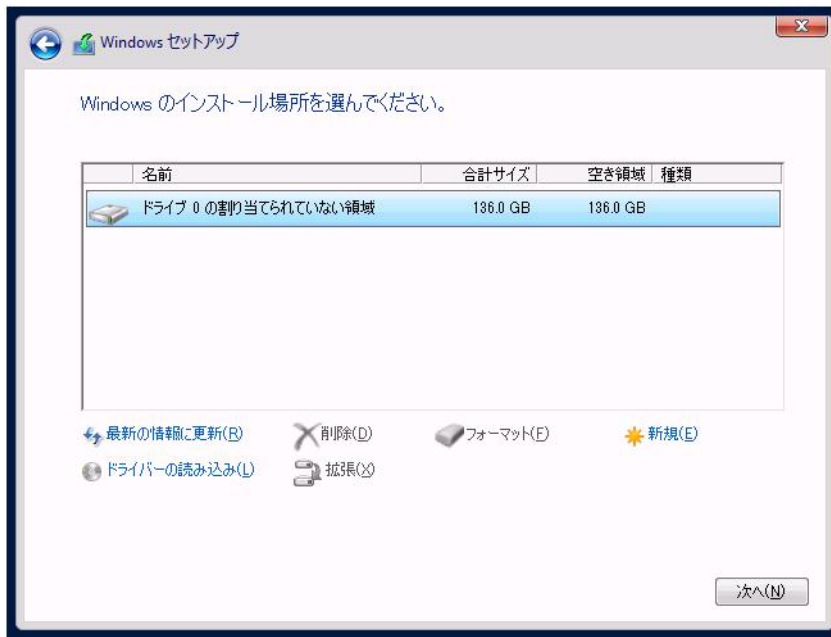 Windows セットアップ
Windows のインストール場所を選んでください。
名前 合計サイズ 空き領域 種類
ドライブ 0 の割り当てられていない領域 136.0 GB 136.0 GB
最新の情報に更新(R) 削除(D) フォーマット(F) 新規(E)
ドライバーの読み込み(L) 拡張(X)
次へ(N)